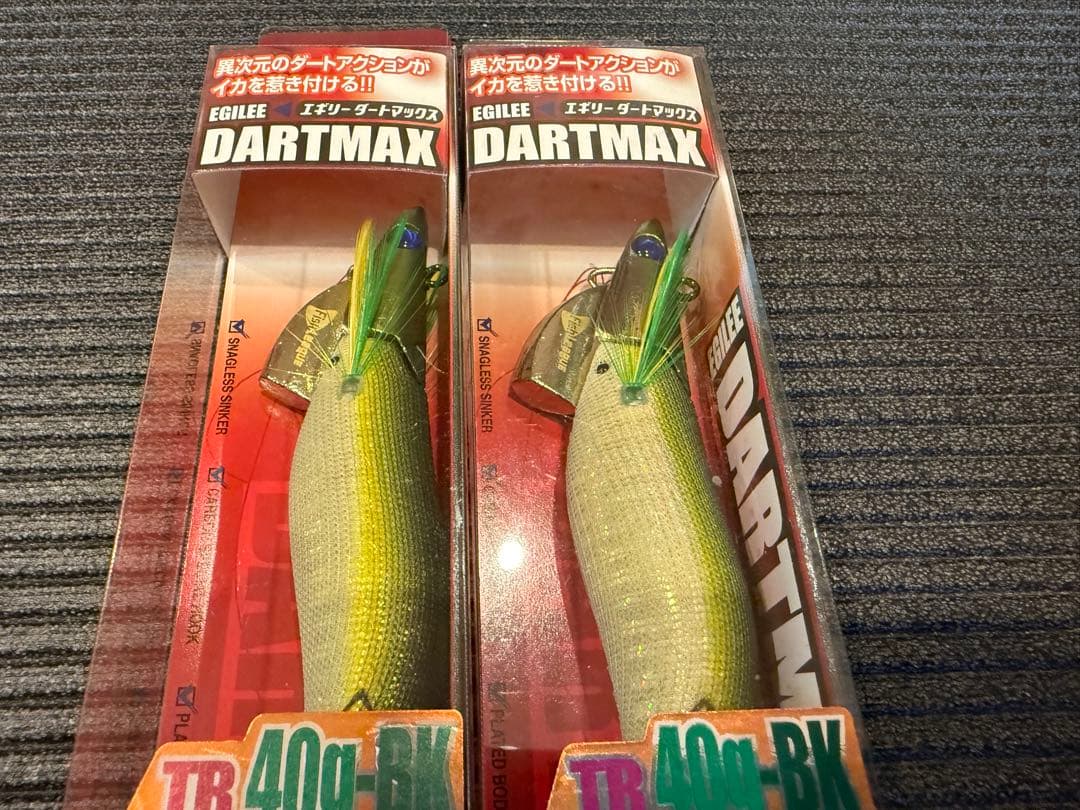 異次元のダートアクションが
イカを惹き付ける!!
EGILEE エギリー ダートマックス
DARTMAX
FishLeague
SNAGLESS SINKER
TR 40g-BK
異次元のダートアクションが
イカを惹き付ける!!
EGILEE エギリー ダートマックス
DARTMAX
FishLeague
SNAGLESS SINKER
PLATED BOD
EGILEE
DARTM
TR 40g-BK